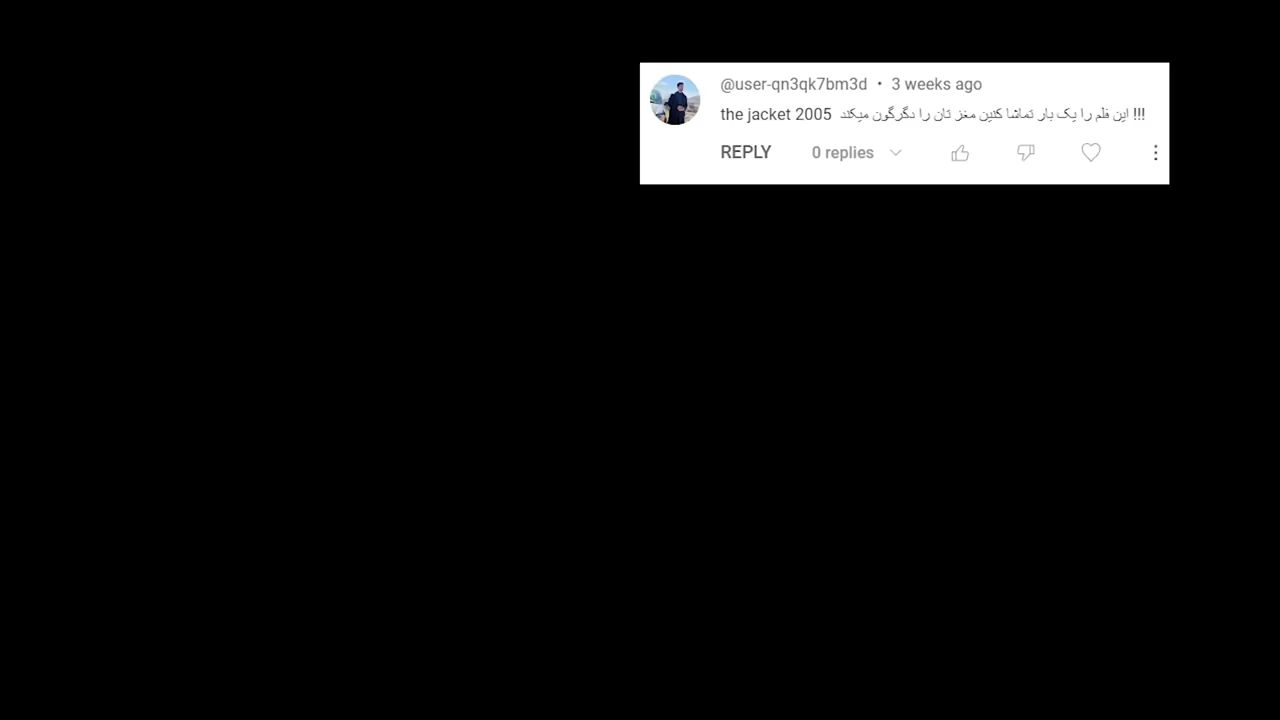 @user-qn3qk7bm3d • 3 weeks ago
the jacket 2005 این فلم را یک بار تماشا کنین مغز تان را دگرگون میکند !!!
REPLY 0 replies